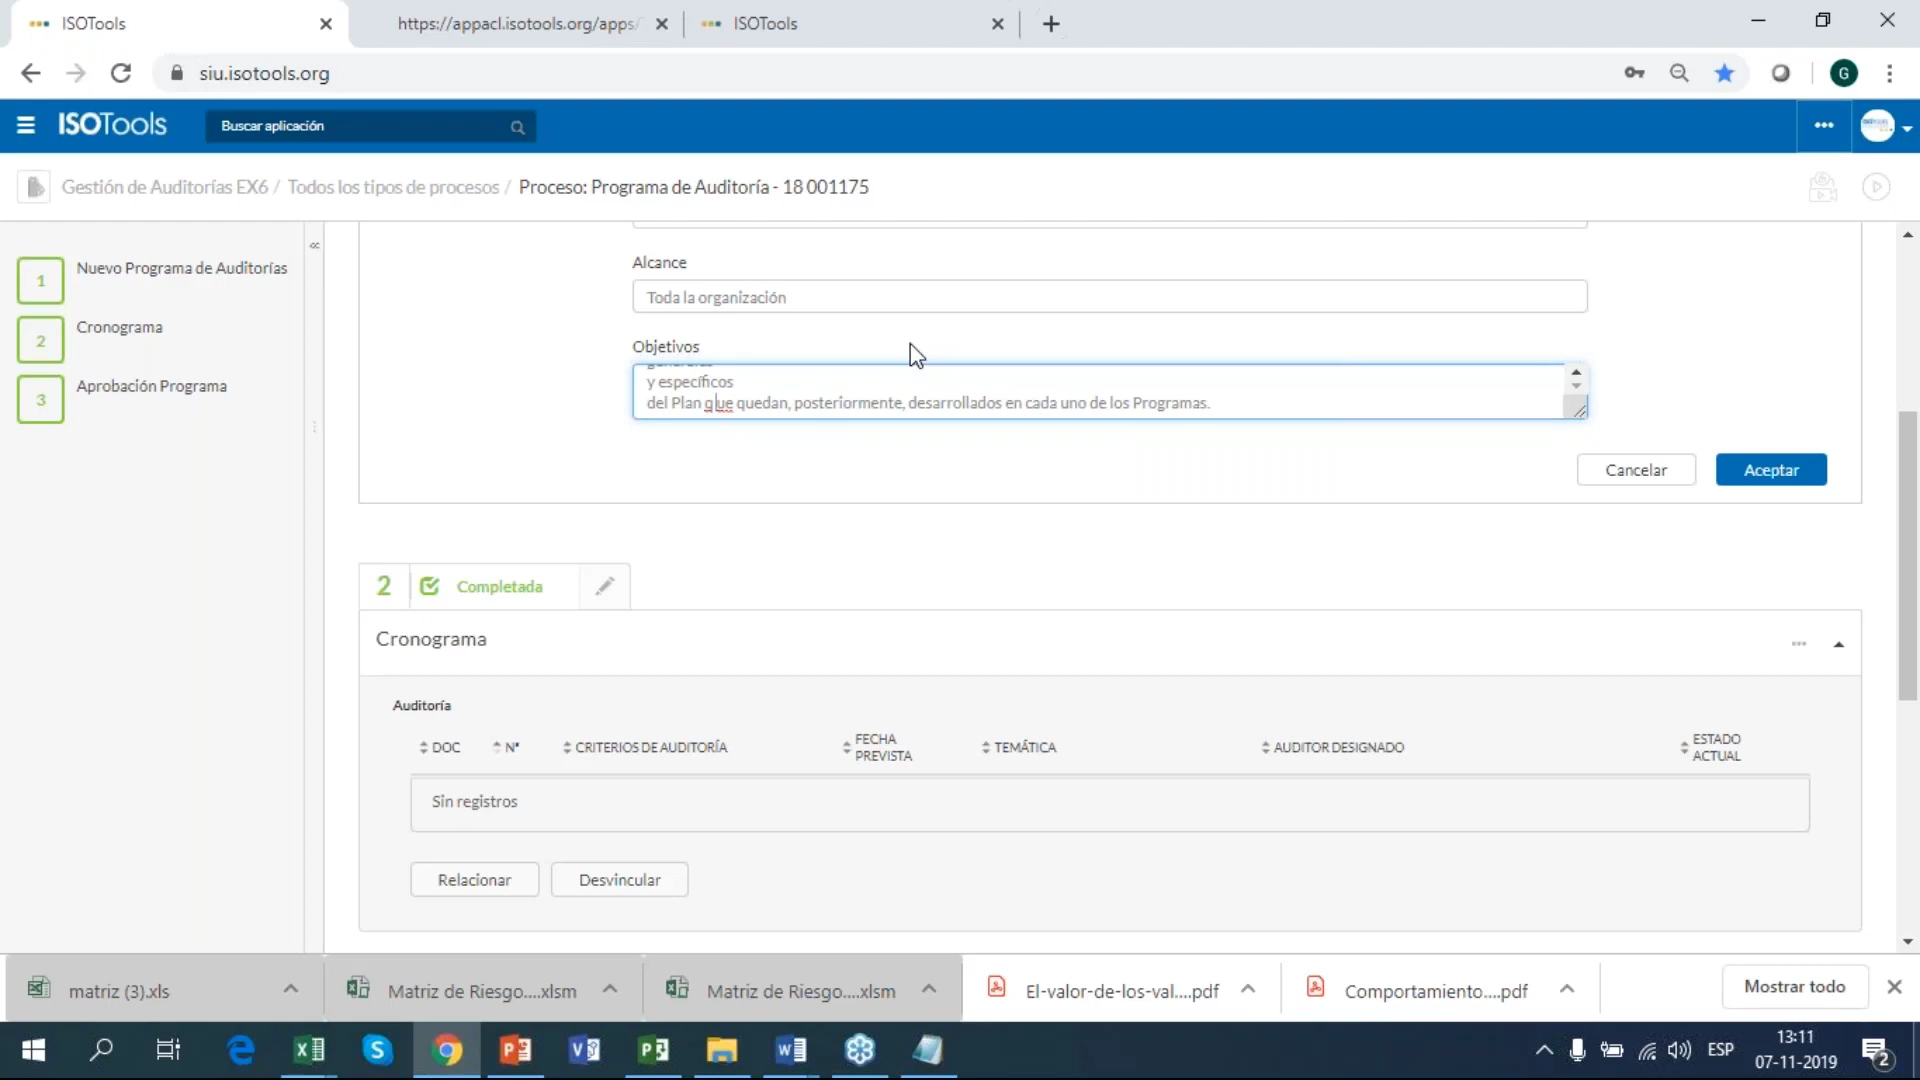 ISOTools
https://appacl.isotools.org/apps/
ISOTools
siu.isotools.org
G
ISOTools
Buscar aplicación
Gestión de Auditorías EX6 / Todos los tipos de procesos / Proceso: Programa de Auditoría - 18 001175
1 Nuevo Programa de Auditorías
2 Cronograma
3 Aprobación Programa
Alcance
Toda la organización
Objetivos
y específicos
del Plan q ue quedan, posteriormente, desarrollados en cada uno de los Programas.
Cancelar
Aceptar
2 Completada
Cronograma
Auditoría
DOC
N°
CRITERIOS DE AUDITORÍA
FECHA PREVISTA
TEMÁTICA
AUDITOR DESIGNADO
ESTADO ACTUAL
Sin registros
Relacionar
Desvincular
matriz (3).xls
Matriz de Riesgo....xlsm
Matriz de Riesgo....xlsm
El-valor-de-los-val....pdf
Comportamiento....pdf
Mostrar todo
ESP
13:11
07-11-2019
2